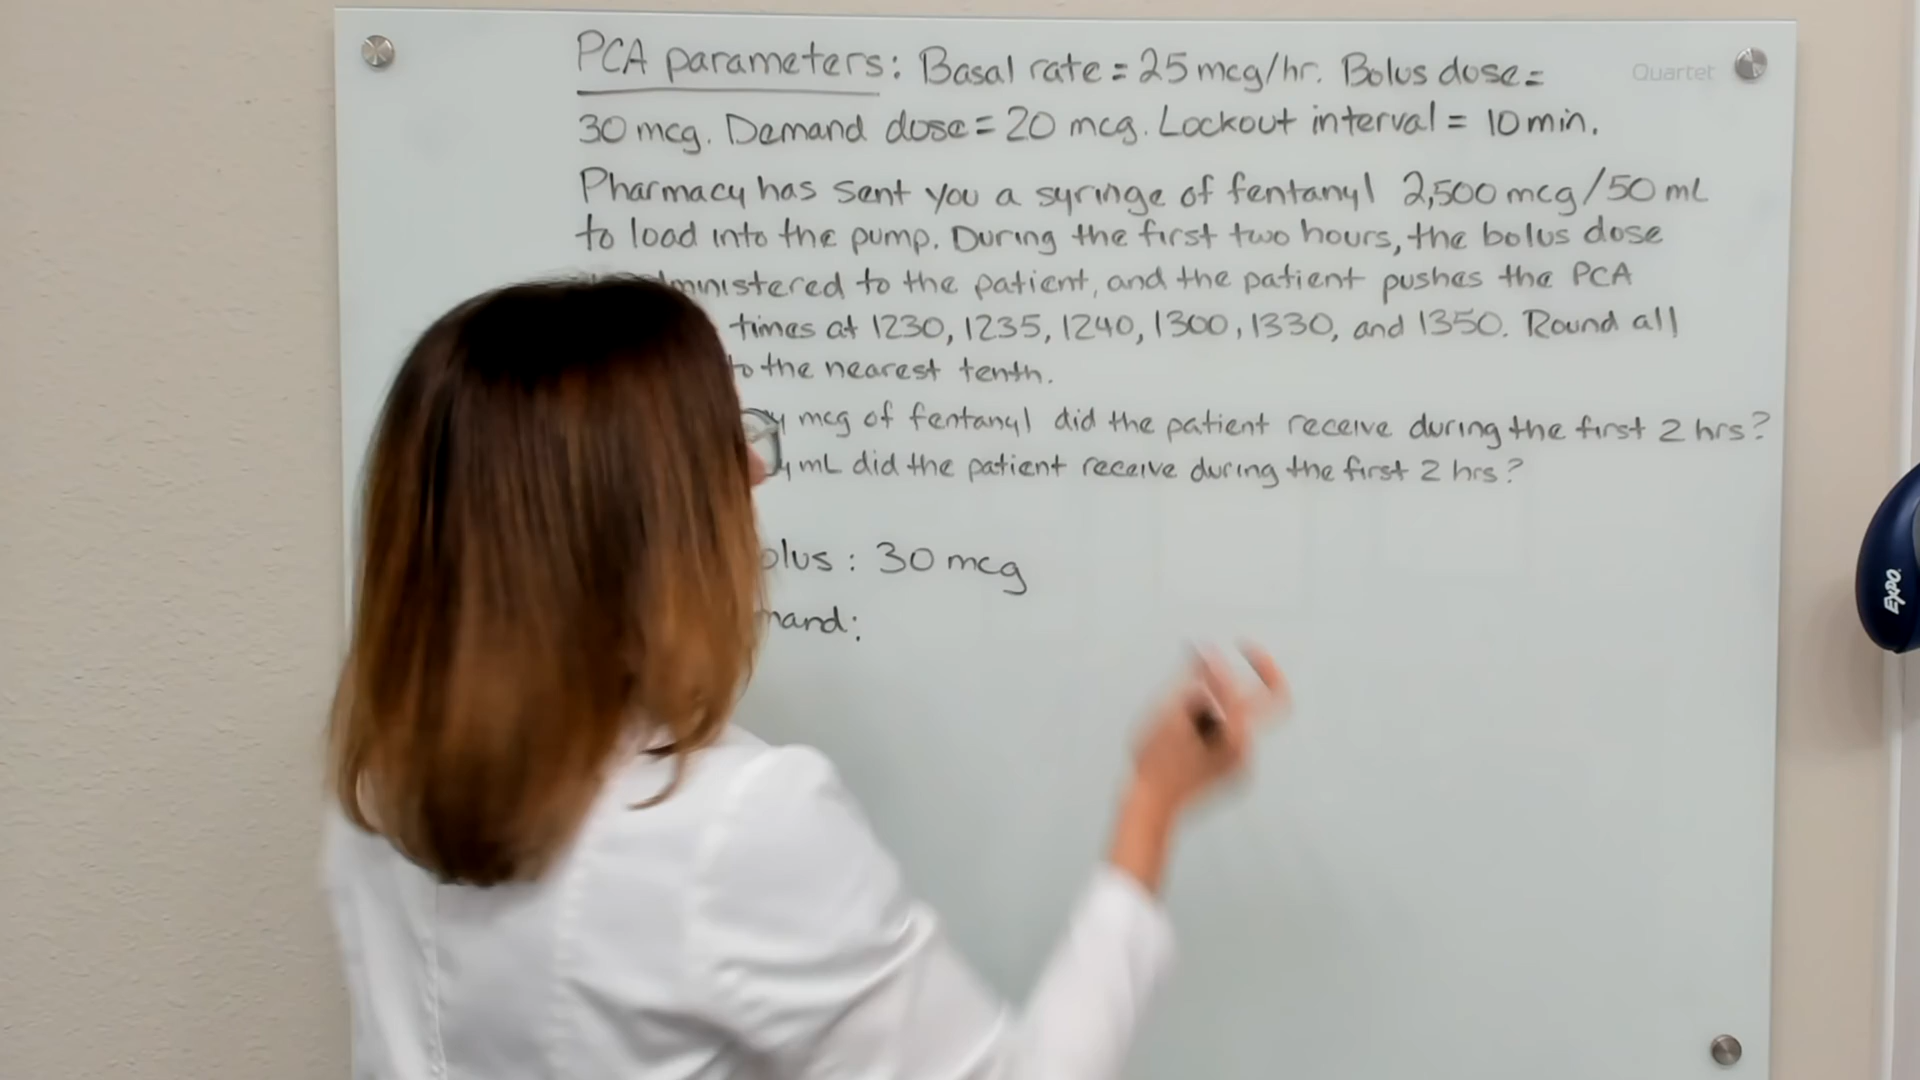 PCA parameters: Basal rate = 25 mcg/hr. Bolus dose =
Quartet
30 mcg. Demand dose = 20 mcg. Lockout interval = 10 min.
Pharmacy has sent you a syringe of fentanyl 2,500 mcg/50 mL
to load into the pump. During the first two hours, the bolus dose
to the patient, and the patient pushes the PCA
times at 1230, 1235, 1240, 1300, 1330, and 1350. Round all
to the nearest tenth.
mcg of fentanyl did the patient receive during the first 2 hrs?
mL did the patient receive during the first 2 hrs?
olus: 30 mcg
mand:
EXPO